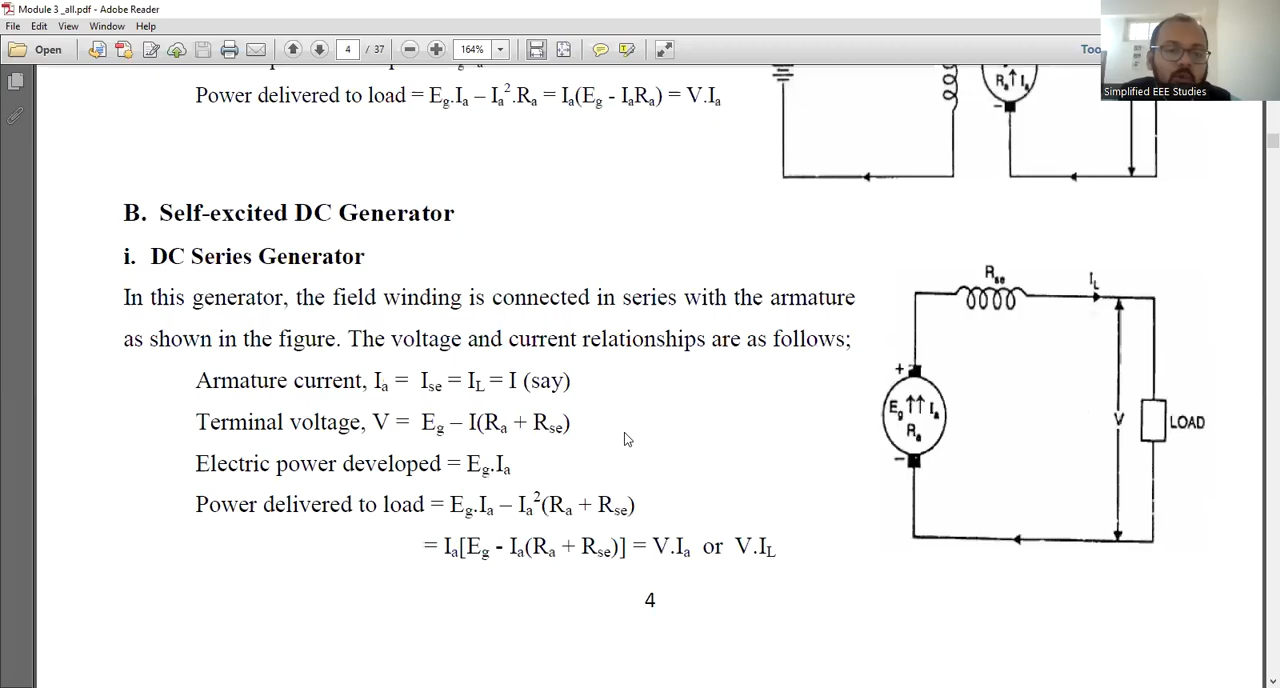 Module 3 _all.pdf - Adobe Reader
File Edit View Window Help
Open 4 / 37 164% Too
Simplified EEE Studies
Power delivered to load = Eg.Ia – Ia².Ra = Ia(Eg - IaRa) = V.Ia
Ra Ia
B. Self-excited DC Generator
i. DC Series Generator
In this generator, the field winding is connected in series with the armature
as shown in the figure. The voltage and current relationships are as follows;
Armature current, Ia = Ise = IL = I (say)
Terminal voltage, V = Eg – I(Ra + Rse)
Electric power developed = Eg.Ia
Power delivered to load = Eg.Ia – Ia²(Ra + Rse)
= Ia[Eg - Ia(Ra + Rse)] = V.Ia or V.IL
Rse
IL
+
Eg Ia
Ra
–
V
LOAD
4